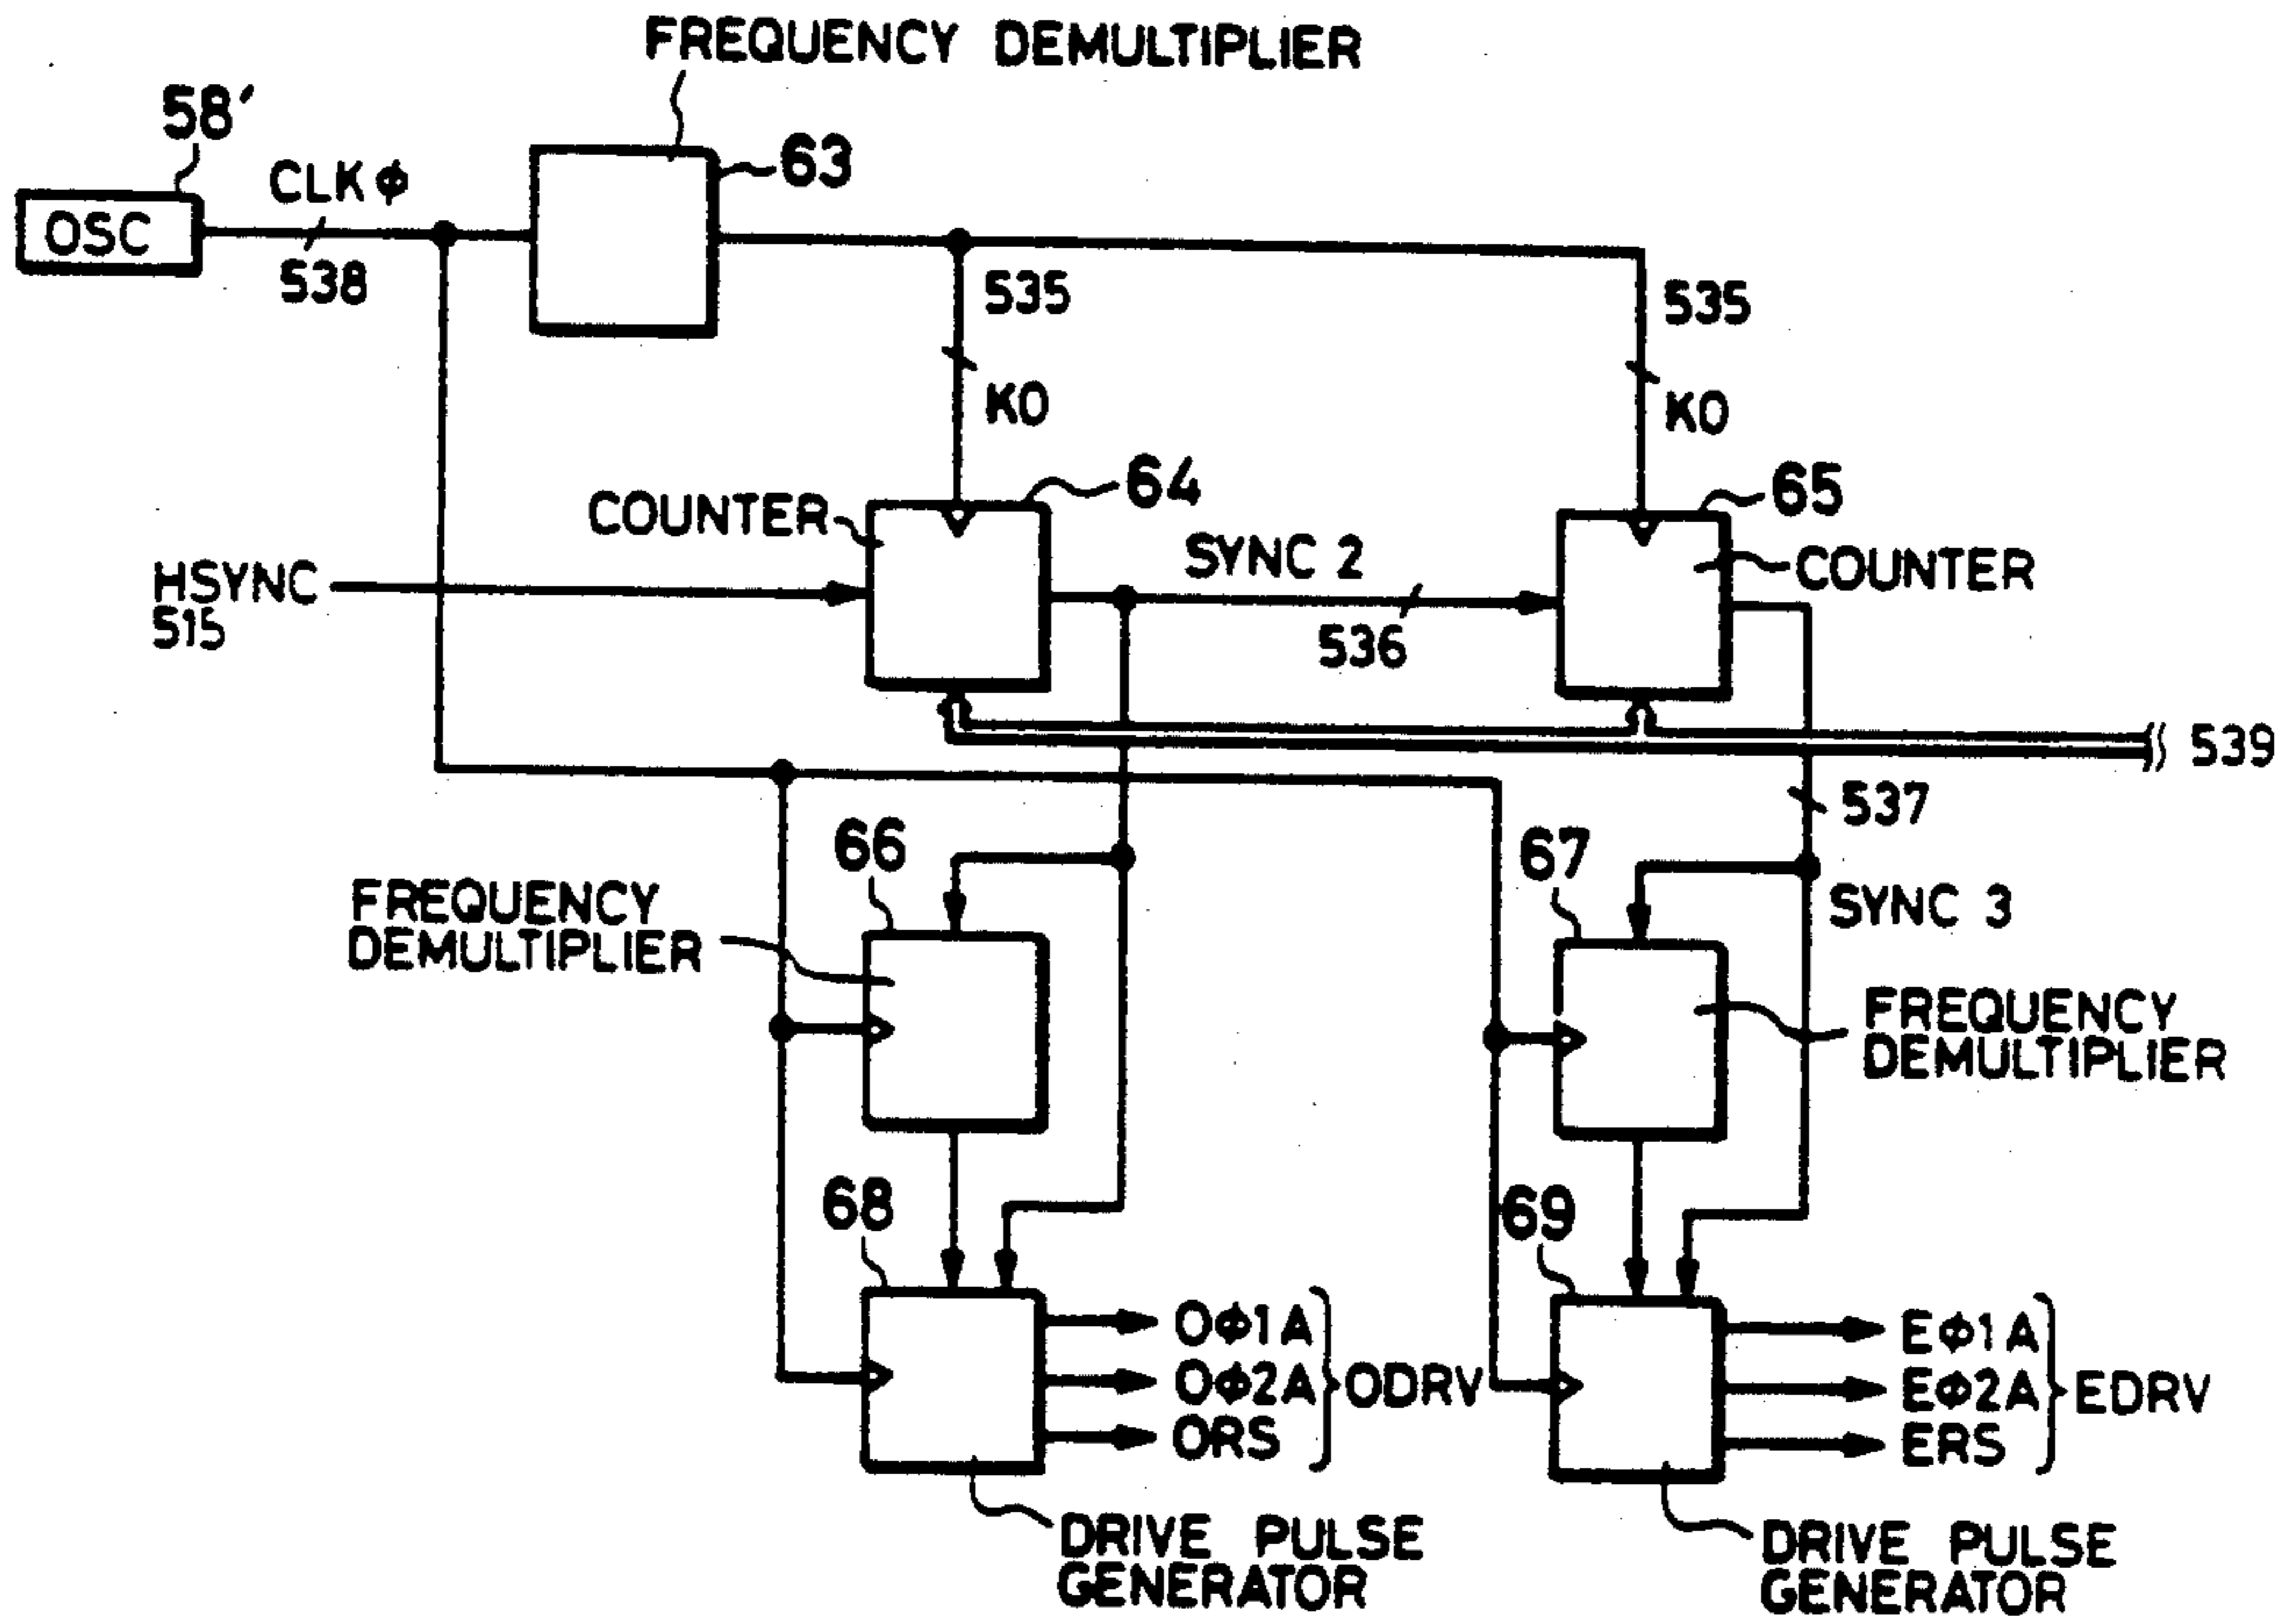 FREQUENCY DEMULTIPLIER
58'
CLKΦ
63
OSC
538
535
535
KO
KO
64
65
COUNTER
SYNC 2
COUNTER
HSYNC
515
536
539
537
66
67
SYNC 3
FREQUENCY
DEMULTIPLIER
FREQUENCY
DEMULTIPLIER
68
69
OΦ1A
OΦ2A
ORS
ODRV
EΦ1A
EΦ2A
ERS
EDRV
DRIVE PULSE
GENERATOR
DRIVE PULSE
GENERATOR